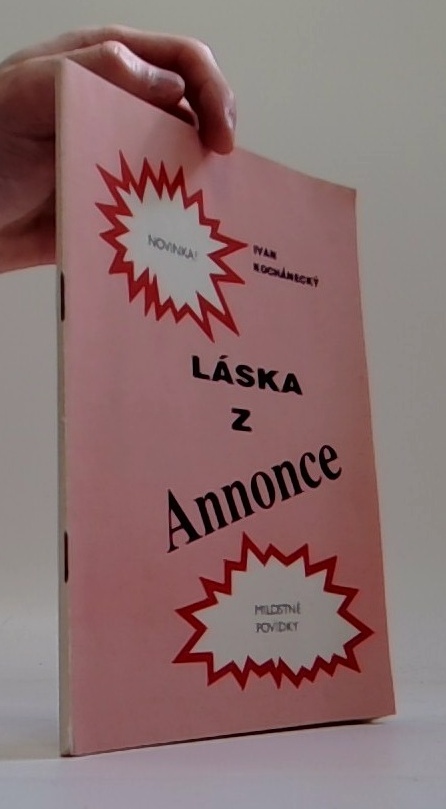 NOVINKA!
IVAN
KOCHÁNECKÝ
LÁSKA
Z
Annonce
MILOSTNÉ
POVÍDKY